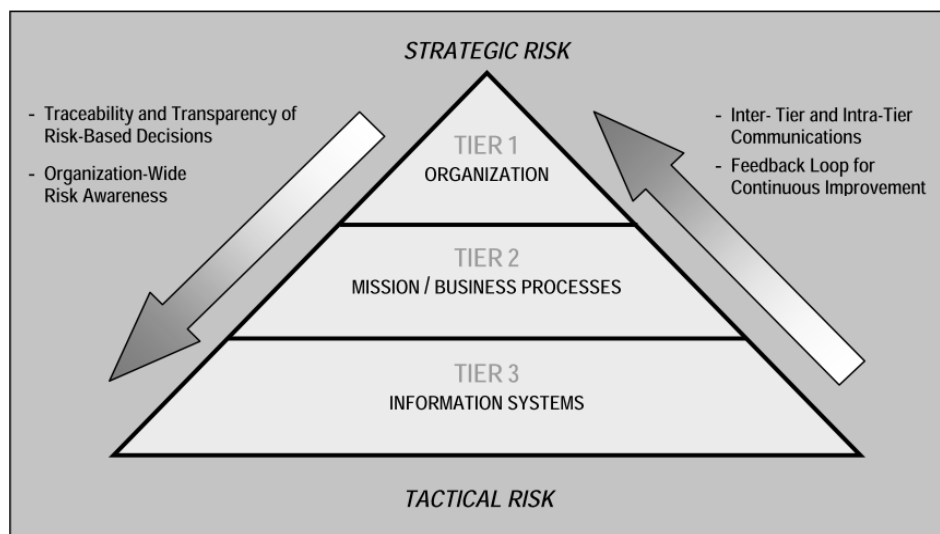 STRATEGIC RISK
- Traceability and Transparency of
Risk-Based Decisions
- Organization-Wide
Risk Awareness
- Inter- Tier and Intra-Tier
Communications
- Feedback Loop for
Continuous Improvement
TIER 1
ORGANIZATION
TIER 2
MISSION / BUSINESS PROCESSES
TIER 3
INFORMATION SYSTEMS
TACTICAL RISK